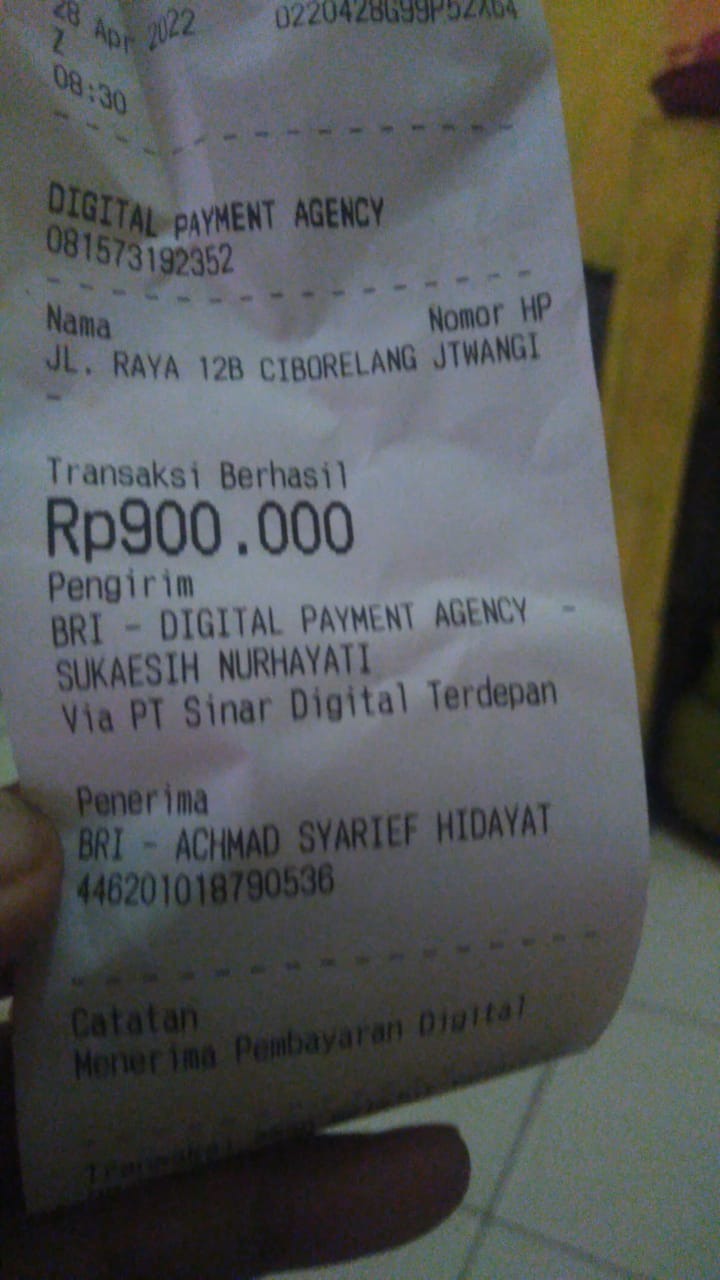 28 Apr 2022 0220428G99P52X64
Z
08:30
DIGITAL PAYMENT AGENCY
081573192352
Nama Nomor HP
JL. RAYA 12B CIBORELANG JTWANGI
-
Transaksi Berhasil
Rp900.000
Pengirim
BRI - DIGITAL PAYMENT AGENCY -
SUKAESIH NURHAYATI
Via PT Sinar Digital Terdepan
Penerima
BRI - ACHMAD SYARIEF HIDAYAT
446201018790536
Catatan
Menerima Pembayaran Digital